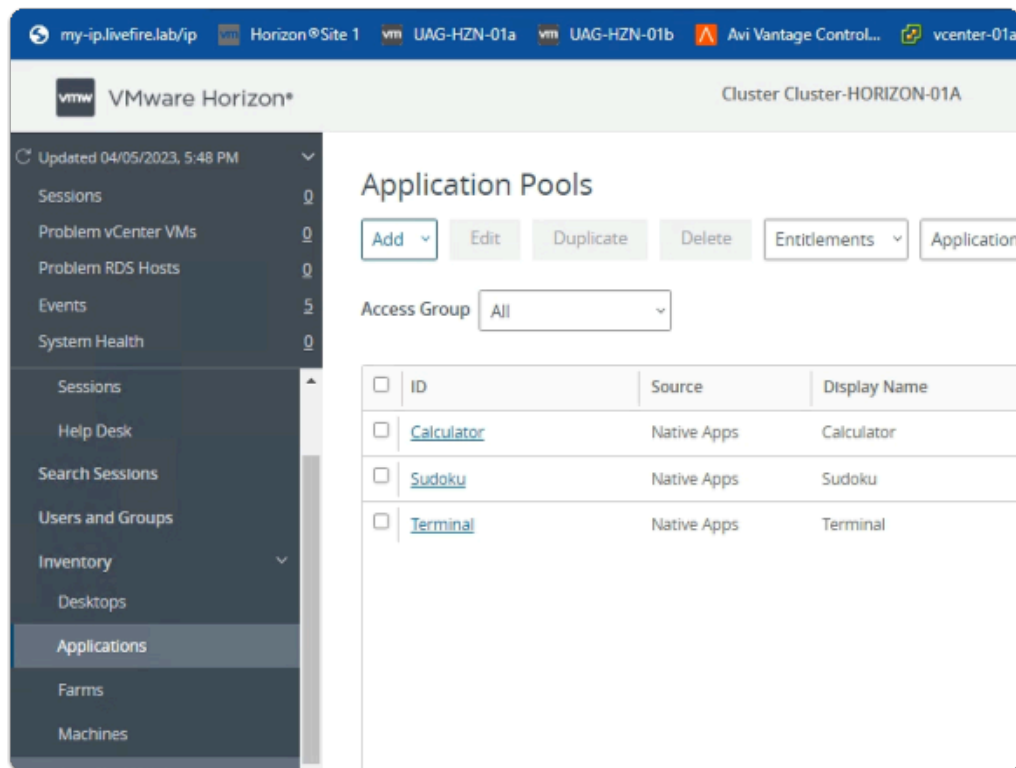 my-ip.livefire.lab/ip Horizon®Site 1 vm UAG-HZN-01a vm UAG-HZN-01b Avi Vantage Control... vcenter-01a
vmw VMware Horizon® Cluster Cluster-HORIZON-01A
Updated 04/05/2023, 5:48 PM
Sessions 0
Problem vCenter VMs 0
Problem RDS Hosts 0
Events 5
System Health 0
Sessions
Help Desk
Search Sessions
Users and Groups
Inventory
Desktops
Applications
Farms
Machines
Application Pools
Add Edit Duplicate Delete Entitlements Application
Access Group All
ID Source Display Name
Calculator Native Apps Calculator
Sudoku Native Apps Sudoku
Terminal Native Apps Terminal